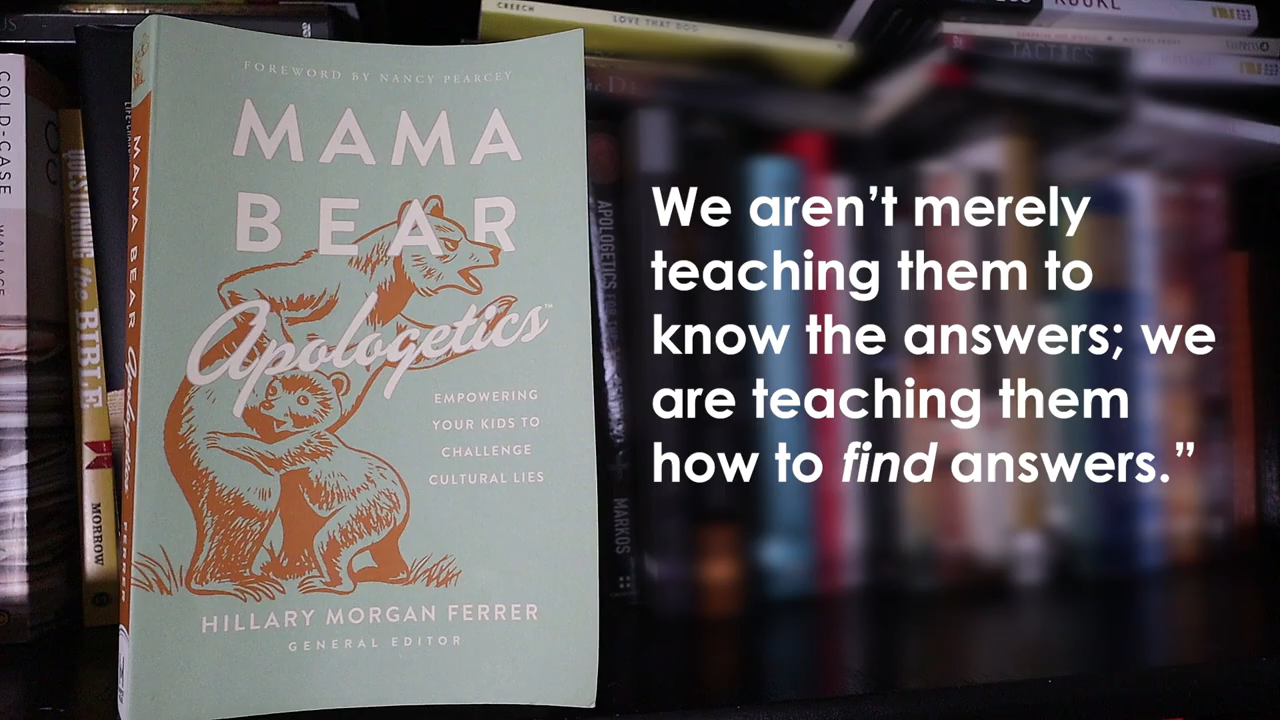 CREECH
LOVE THAT DOG
KOUKL
TACTICS
COLD-CASE
WALLACE
QUESTIONING the BIBLE
MORROW
MAMA BEAR Apologetics
FOREWORD BY NANCY PEARCEY
MAMA
BEAR
Apologetics™
EMPOWERING
YOUR KIDS TO
CHALLENGE
CULTURAL LIES
HILLARY MORGAN FERRER
GENERAL EDITOR
APOLOGETICS
MARKOS
We aren’t merely
teaching them to
know the answers; we
are teaching them
how to find answers.”